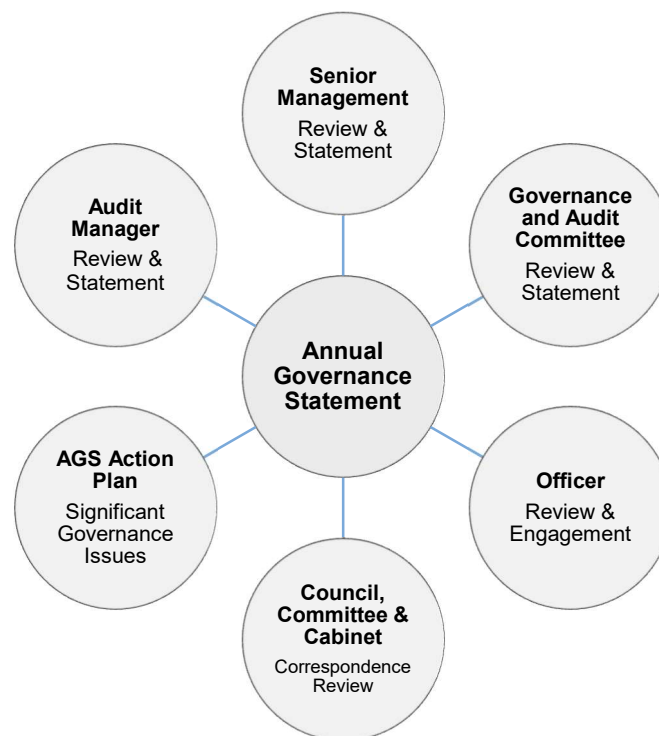 Senior
Management
Review &
Statement
Governance
and Audit
Committee
Review &
Statement
Officer
Review &
Engagement
Council,
Committee &
Cabinet
Correspondence
Review
AGS Action
Plan
Significant
Governance
Issues
Audit
Manager
Review &
Statement
Annual
Governance
Statement